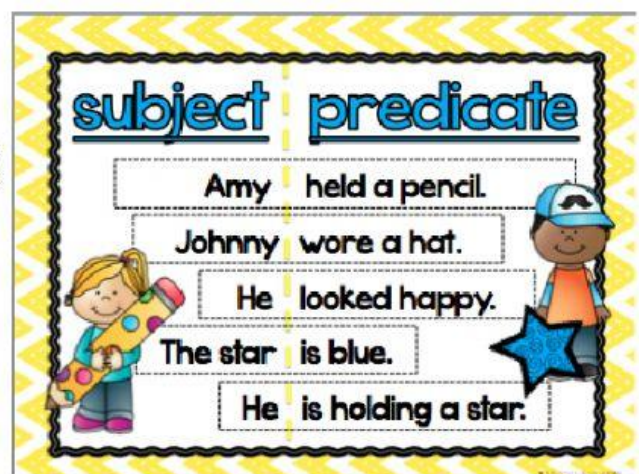 subject predicate
Amy held a pencil.
Johnny wore a hat.
He looked happy.
The star is blue.
He is holding a star.